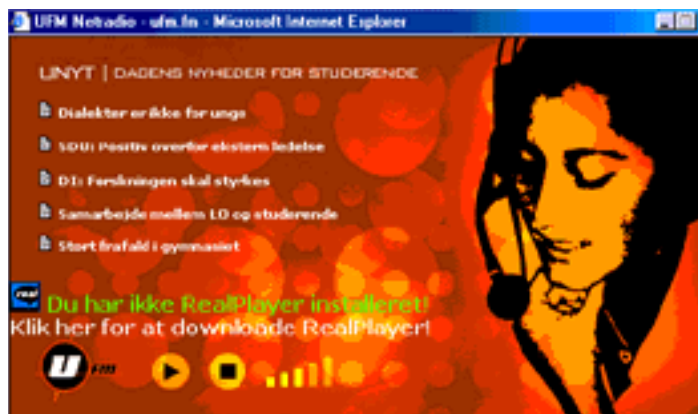 UFM Netradio - ufm.fm - Microsoft Internet Explorer
UNYT | DAGENS NYHEDER FOR STUDERENDE
Dialekter er ikke for unge
SDU: Positiv overfor ekstern ledelse
DI: Forskningen skal styrkes
Samarbejde mellem LO og studerende
Stort frafald i gymnasiet
real
Du har ikke RealPlayer installeret!
Klik her for at downloade RealPlayer!
U FM